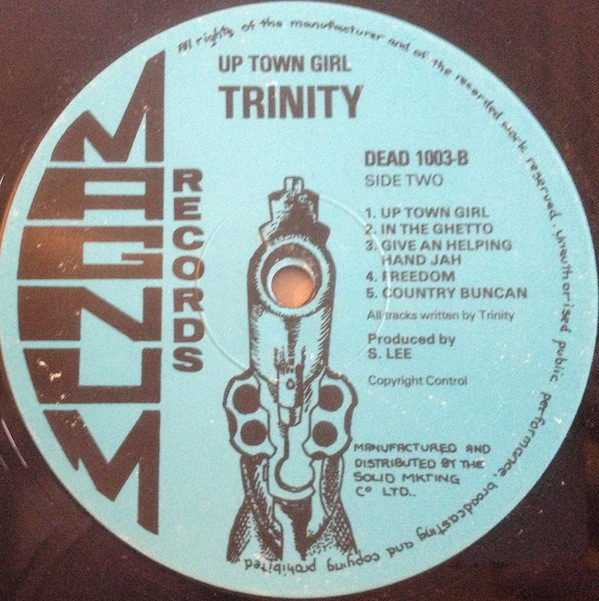 All rights of the manufacturer and of the recorded work reserved. Unauthorised public performance, broadcasting and copying prohibited
MAGNUM
RECORDS
UP TOWN GIRL
TRINITY
DEAD 1003-B
SIDE TWO
1. UP TOWN GIRL
2. IN THE GHETTO
3. GIVE AN HELPING
HAND JAH
4. FREEDOM
5. COUNTRY BUNCAN
All tracks written by Trinity
Produced by
S. LEE
Copyright Control
MANUFACTURED AND
DISTRIBUTED BY THE
SOLID MKTING
Co LTD..